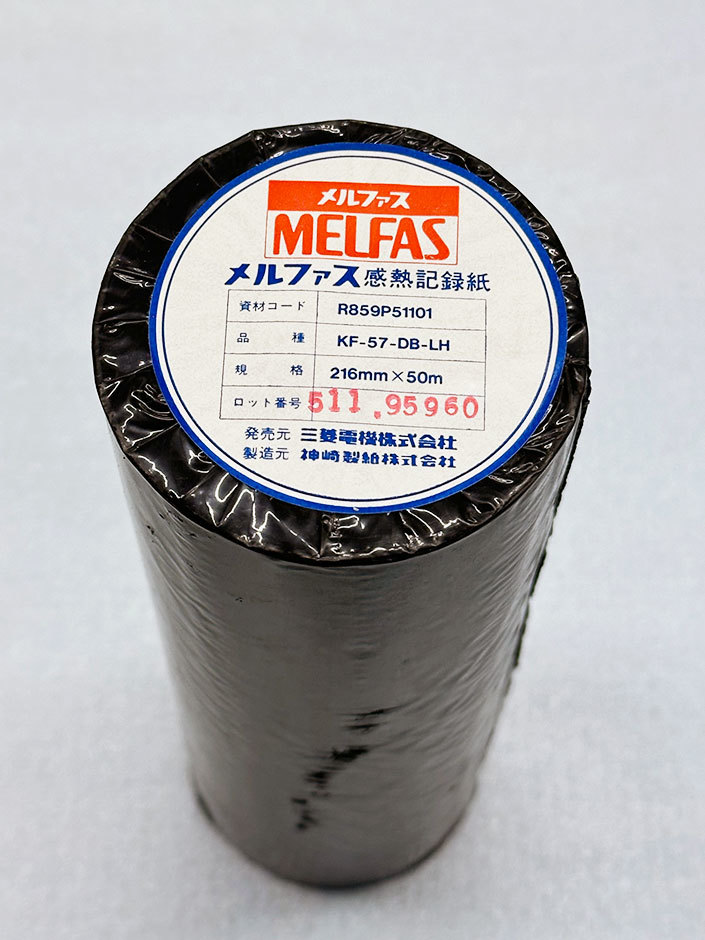 メルファス
MELFAS
メルファス感熱記録紙
資材コード R859P51101
品種 KF-57-DB-LH
規格 216mm×50m
ロット番号 511.95960
発売元 三菱電機株式会社
製造元 神崎製紙株式会社